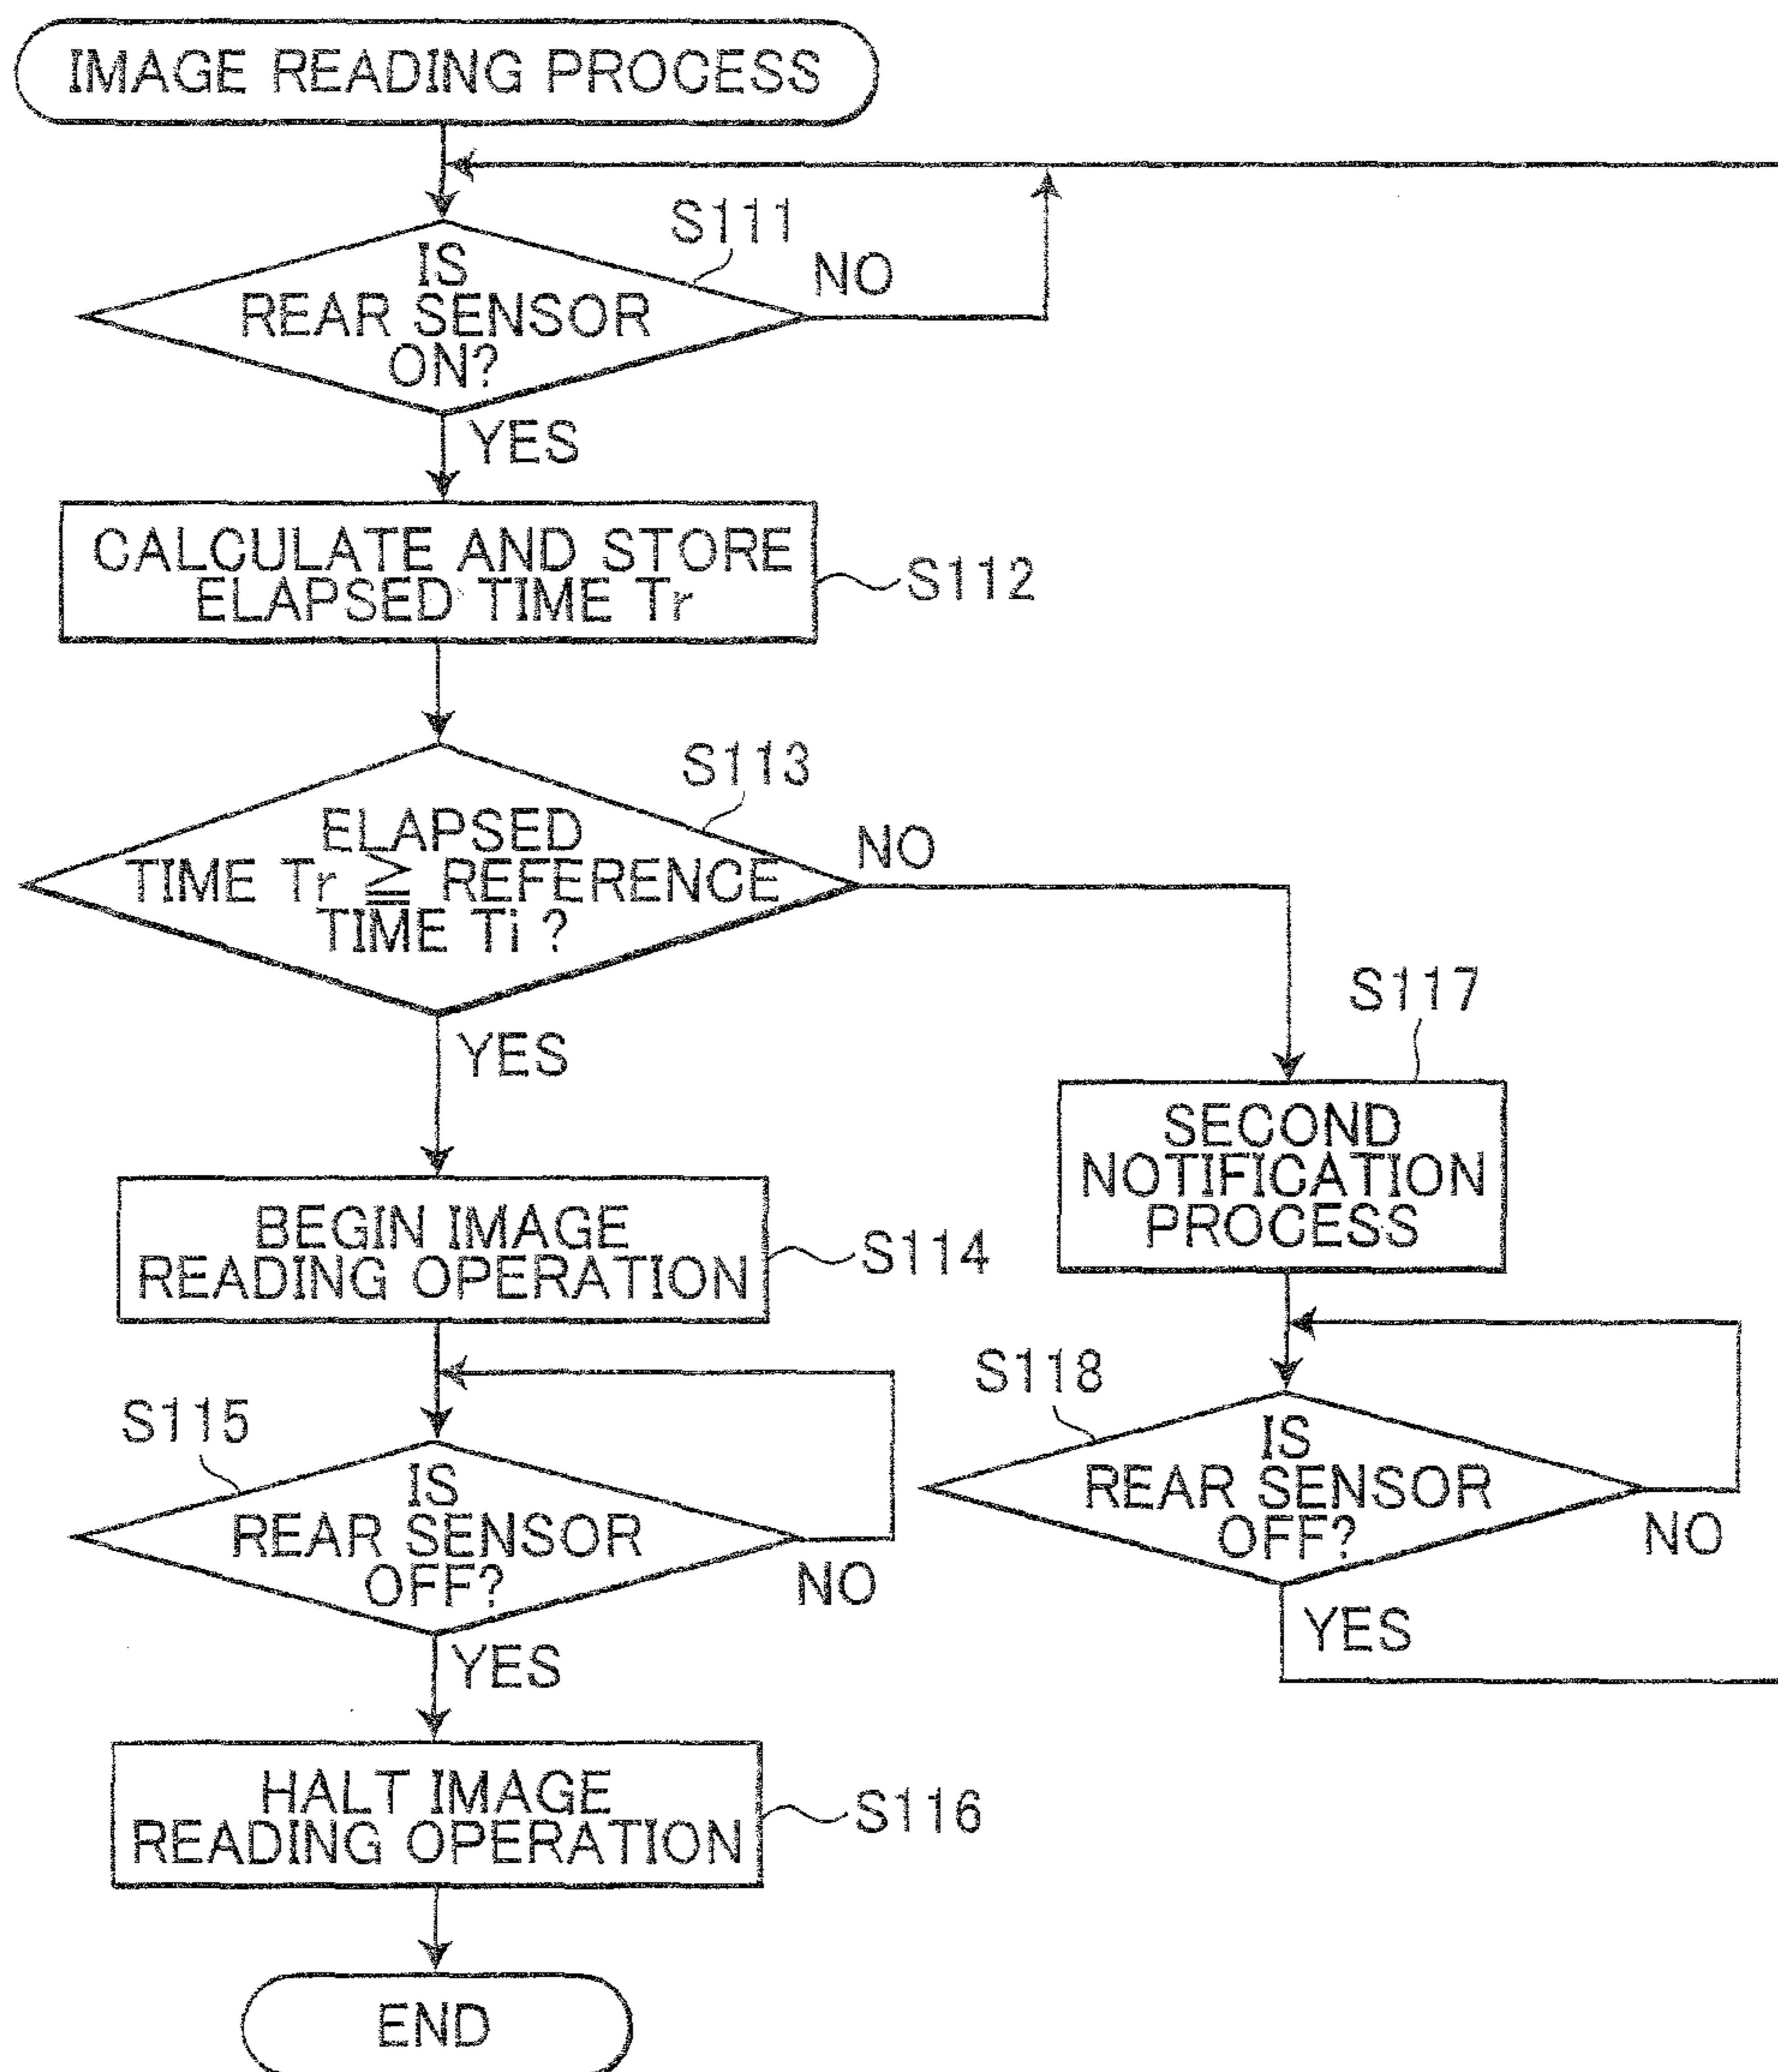 IMAGE READING PROCESS
S111
IS
REAR SENSOR
ON?
NO
YES
CALCULATE AND STORE
ELAPSED TIME Tr
S112
S113
ELAPSED
TIME Tr ≧ REFERENCE
TIME Ti ?
NO
YES
S117
SECOND
NOTIFICATION
PROCESS
BEGIN IMAGE
READING OPERATION
S114
S118
IS
REAR SENSOR
OFF?
NO
YES
S115
IS
REAR SENSOR
OFF?
NO
YES
HALT IMAGE
READING OPERATION
S116
END